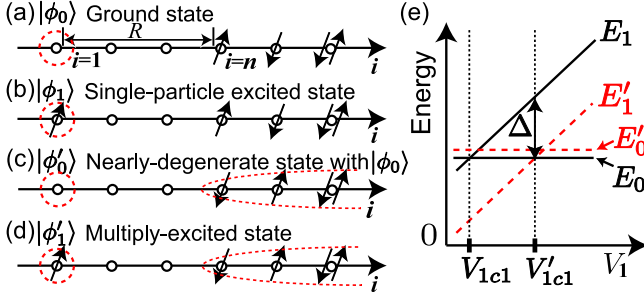 (a) |ϕ₀⟩ Ground state
R
i=1 i=n i
(b) |ϕ₁⟩ Single-particle excited state
i
(c) |ϕ′₀⟩ Nearly-degenerate state with |ϕ₀⟩
i
(d) |ϕ′₁⟩ Multiply-excited state
i
(e)
Energy
E₁
E′₁
E′₀
E₀
Δ
0
V₁c₁ V′₁c₁ V₁